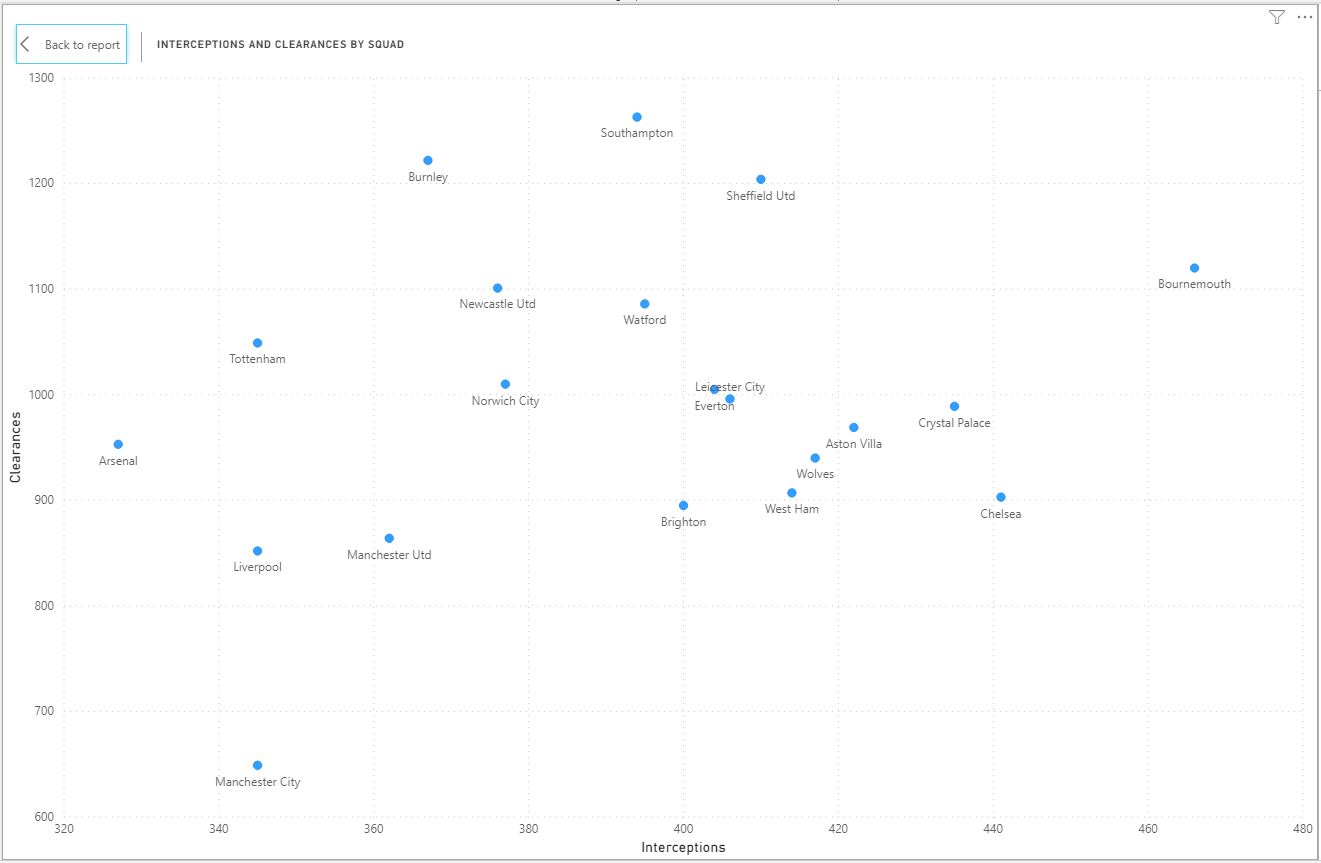 Back to report
INTERCEPTIONS AND CLEARANCES BY SQUAD
1300
Southampton
Burnley
1200
Sheffield Utd
Bournemouth
1100
Newcastle Utd
Watford
Tottenham
Leicester City
1000
Norwich City
Everton
Crystal Palace
Aston Villa
Clearances
Arsenal
Wolves
900
West Ham
Chelsea
Brighton
Manchester Utd
Liverpool
800
700
Manchester City
600
320 340 360 380 400 420 440 460 480
Interceptions